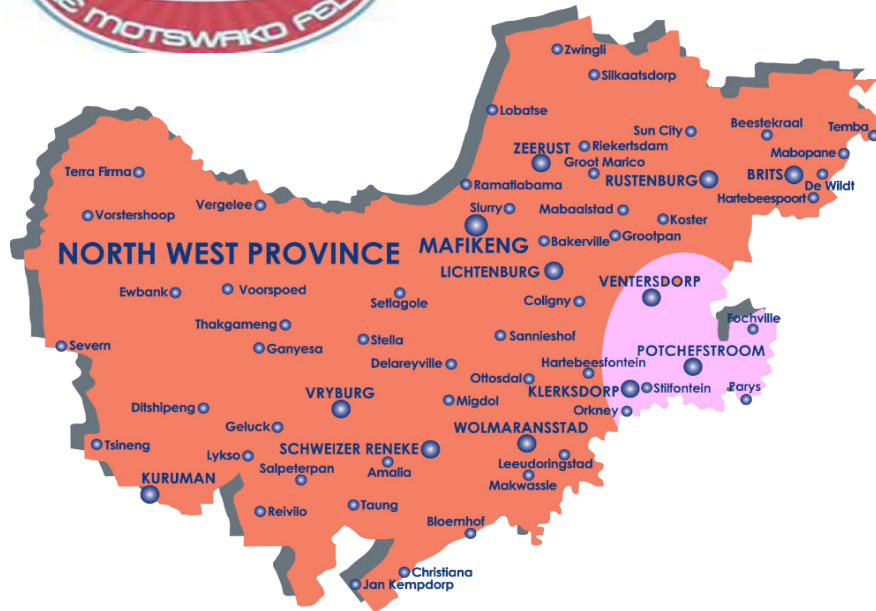 E MOTSWAKO FEL
Zwingli
Silkaatsdorp
Lobatse
Sun City
Beestekraal
Temba
ZEERUST
Riekertsdam
Mabopane
Terra Firma
Groot Marico
RUSTENBURG
BRITS
De Wildt
Ramatlabama
Hartebeespoort
Vergelee
Slurry
Mabaalstad
Vorstershoop
Koster
NORTH WEST PROVINCE
MAFIKENG
Bakerville
Grootpan
LICHTENBURG
VENTERSDORP
Ewbank
Voorspoed
Setlagole
Coligny
Fochville
Thakgameng
Stella
Sannieshof
Severn
Ganyesa
POTCHEFSTROOM
Delareyville
Hartebeesfontein
Ottosdal
KLERKSDORP
Stilfontein
Parys
VRYBURG
Migdol
Ditshipeng
Orkney
Geluck
WOLMARANSSTAD
Tsineng
SCHWEIZER RENEKE
Lykso
Amalia
Leeudoringstad
Salpeterpan
KURUMAN
Makwassie
Reivilo
Taung
Bloemhof
Christiana
Jan Kempdorp